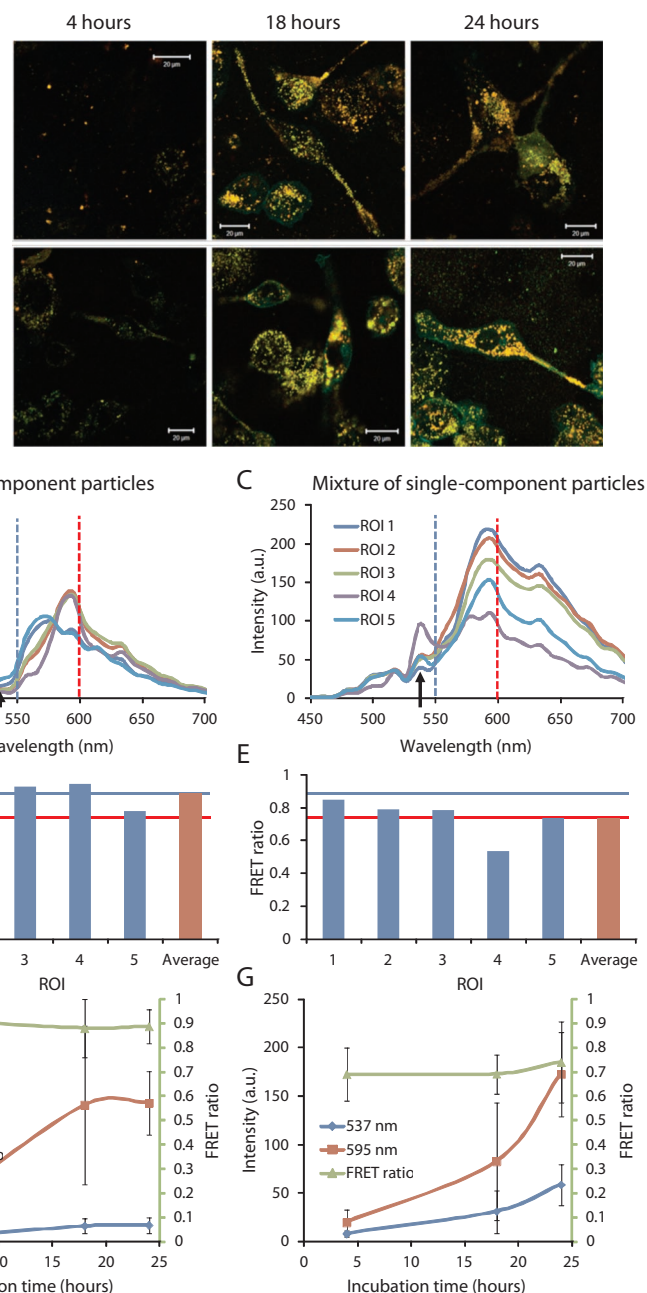 4 hours 18 hours 24 hours
20 μm 20 μm 20 μm
20 μm 20 μm 20 μm
mponent particles
550 600 650 700
avelength (nm)
C Mixture of single-component particles
250
200
150
100
50
0
Intensity (a.u.)
ROI 1
ROI 2
ROI 3
ROI 4
ROI 5
450 500 550 600 650 700
Wavelength (nm)
3 4 5 Average
ROI
E
1
0.8
0.6
0.4
0.2
0
FRET ratio
1 2 3 4 5 Average
ROI
1
0.9
0.8
0.7
0.6
0.5
0.4
0.3
0.2
0.1
0
FRET ratio
0 15 20 25
on time (hours)
G
250
200
150
100
50
0
Intensity (a.u.)
537 nm
595 nm
FRET ratio
1
0.9
0.8
0.7
0.6
0.5
0.4
0.3
0.2
0.1
0
FRET ratio
0 5 10 15 20 25
Incubation time (hours)